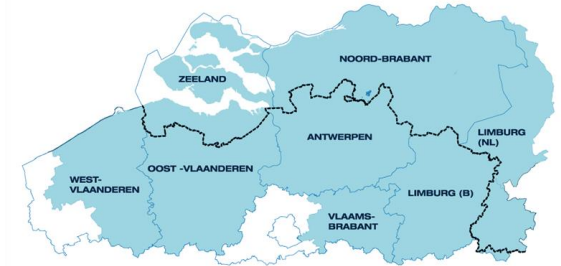 NOORD-BRABANT
ZEELAND
LIMBURG
(NL)
ANTWERPEN
OOST -VLAANDEREN
WEST-
VLAANDEREN
LIMBURG (B)
VLAAMS-
BRABANT